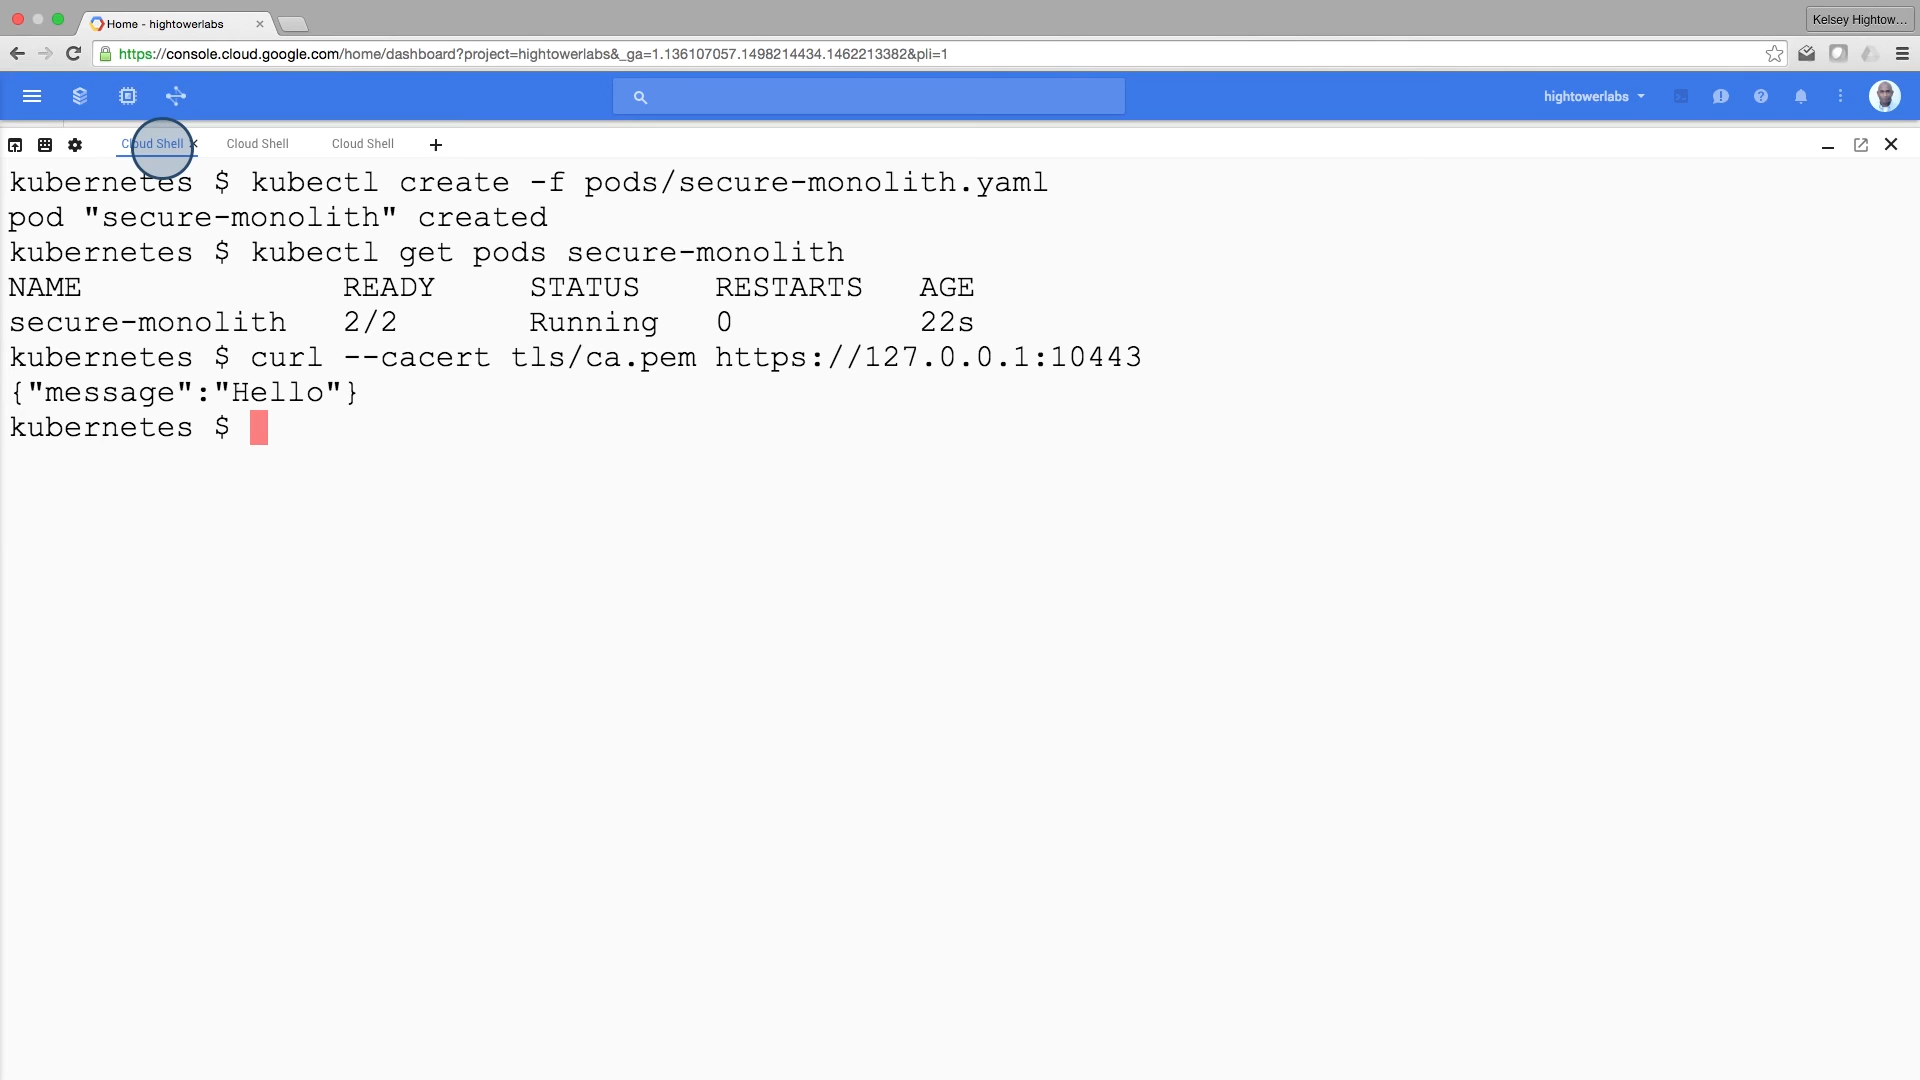 Home - hightowerlabs
Kelsey Hightow...
https://console.cloud.google.com/home/dashboard?project=hightowerlabs&_ga=1.136107057.1498214434.1462213382&pli=1
hightowerlabs
Cloud Shell Cloud Shell Cloud Shell
kubernetes $ kubectl create -f pods/secure-monolith.yaml
pod "secure-monolith" created
kubernetes $ kubectl get pods secure-monolith
NAME READY STATUS RESTARTS AGE
secure-monolith 2/2 Running 0 22s
kubernetes $ curl --cacert tls/ca.pem https://127.0.0.1:10443
{"message":"Hello"}
kubernetes $